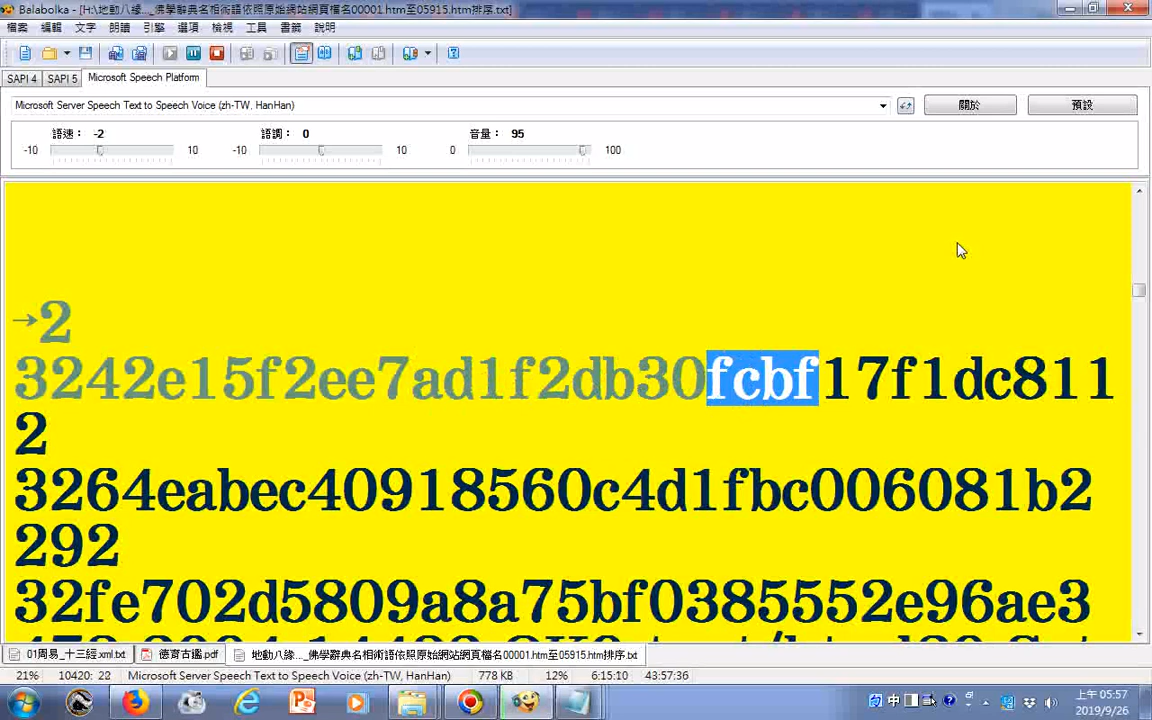 Balabolka - [H:\地動八緣..._佛學辭典名相術語依照原始網站網頁檔名00001.htm至05915.htm排序.txt]
檔案 編輯 文字 朗讀 引擎 選項 檢視 工具 書籤 說明
SAPI 4 SAPI 5 Microsoft Speech Platform
Microsoft Server Speech Text to Speech Voice (zh-TW, HanHan) 關於 預設
語速： -2 語調： 0 音量： 95
-10 10 -10 10 0 100
→2
3242e15f2ee7ad1f2db30fcbf17f1dc811
2
3264eabec40918560c4d1fbc006081b2
292
32fe702d5809a8a75bf0385552e96ae3
01周易_十三經.xml.txt 德育古鑑.pdf 地動八緣..._佛學辭典名相術語依照原始網站網頁檔名00001.htm至05915.htm排序.txt
21% 10420: 22 Microsoft Server Speech Text to Speech Voice (zh-TW, HanHan) 778 KB 12% 6:15:10 43:57:36
中 上午 05:57
2019/9/26